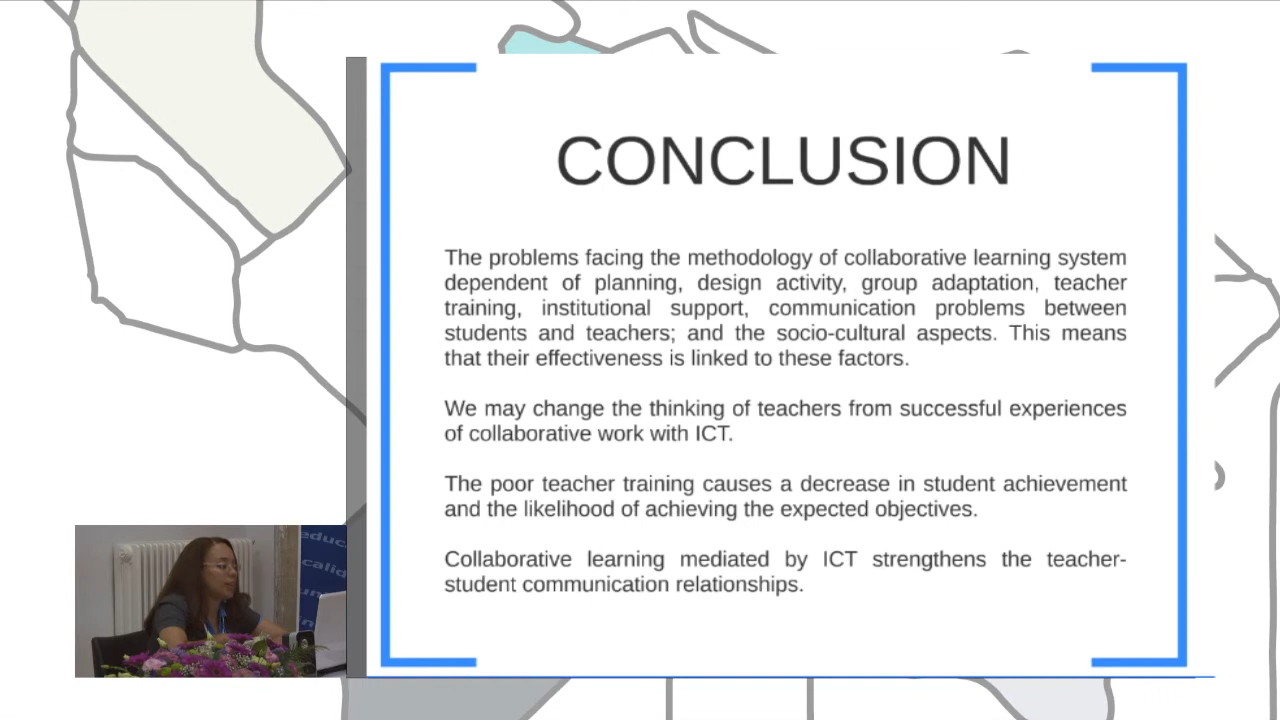 CONCLUSION
The problems facing the methodology of collaborative learning system
dependent of planning, design activity, group adaptation, teacher
training, institutional support, communication problems between
students and teachers; and the socio-cultural aspects. This means
that their effectiveness is linked to these factors.
We may change the thinking of teachers from successful experiences
of collaborative work with ICT.
The poor teacher training causes a decrease in student achievement
and the likelihood of achieving the expected objectives.
Collaborative learning mediated by ICT strengthens the teacher-
student communication relationships.
educ
calid